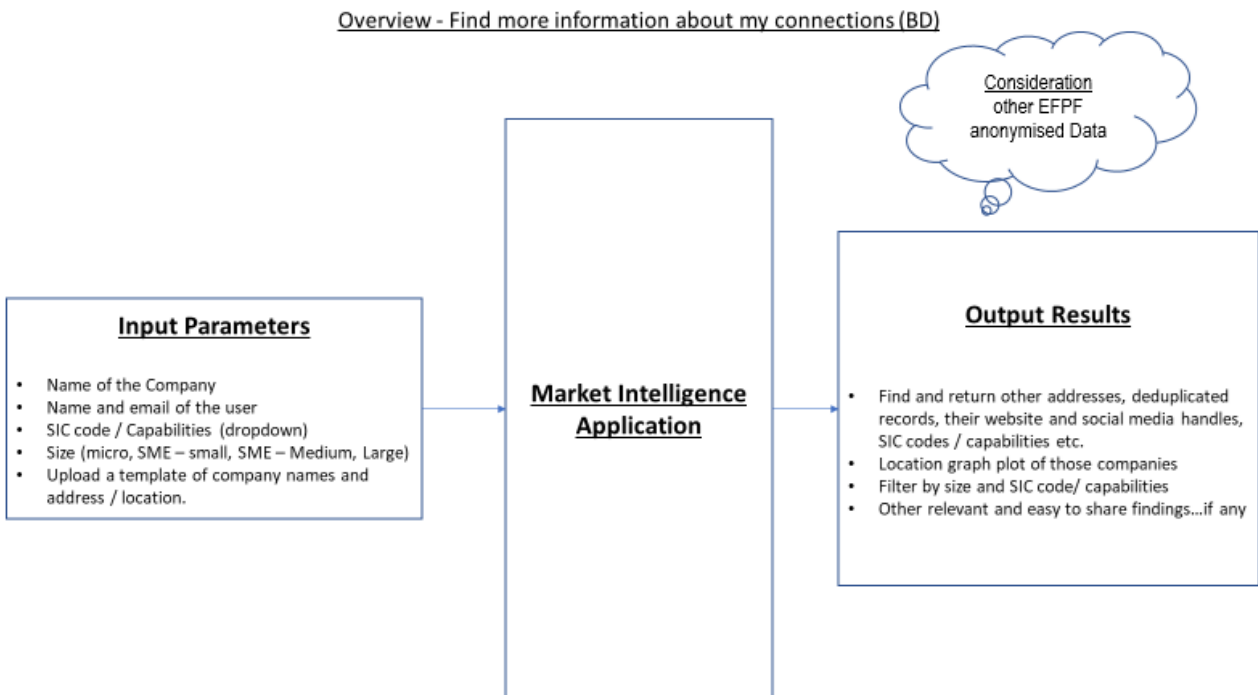 Overview - Find more information about my connections (BD)
Consideration
other EFPF
anonymised Data
Input Parameters
• Name of the Company
• Name and email of the user
• SIC code / Capabilities (dropdown)
• Size (micro, SME – small, SME – Medium, Large)
• Upload a template of company names and
address / location.
Market Intelligence
Application
Output Results
• Find and return other addresses, deduplicated
records, their website and social media handles,
SIC codes / capabilities etc.
• Location graph plot of those companies
• Filter by size and SIC code/ capabilities
• Other relevant and easy to share findings...if any